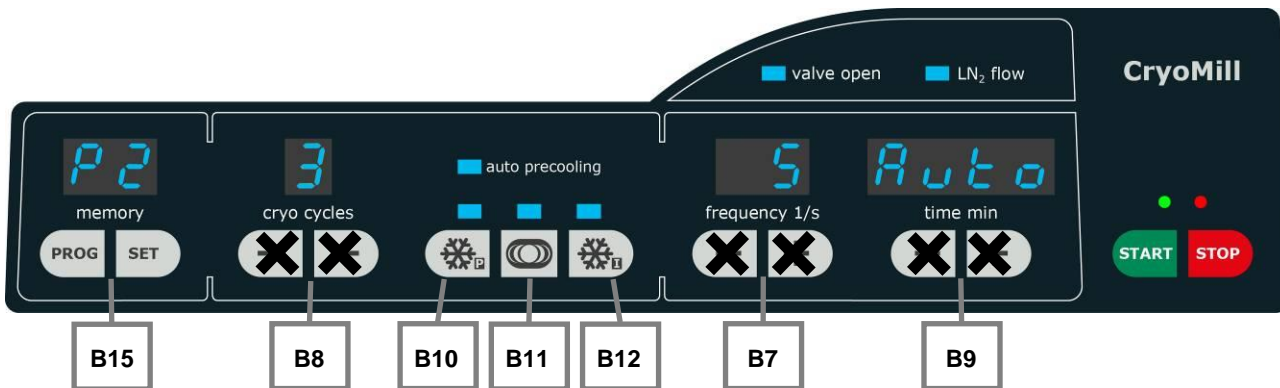 valve open LN₂ flow CryoMill
P2 3 auto precooling 5 Auto
memory cryo cycles frequency 1/s time min
PROG SET P I START STOP
B15 B8 B10 B11 B12 B7 B9